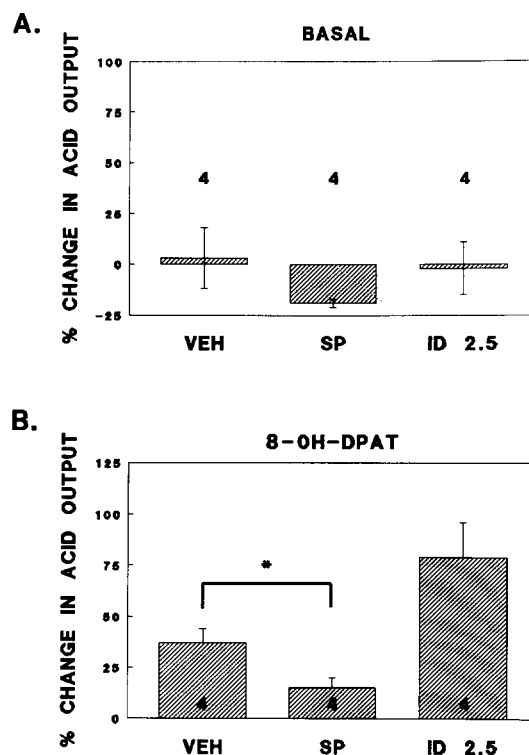 A.
BASAL
% CHANGE IN ACID OUTPUT
100
75
50
25
0
-25
4 4 4
VEH SP ID 2.5
B.
8-OH-DPAT
% CHANGE IN ACID OUTPUT
125
100
75
50
25
0
*
4 4 4
VEH SP ID 2.5